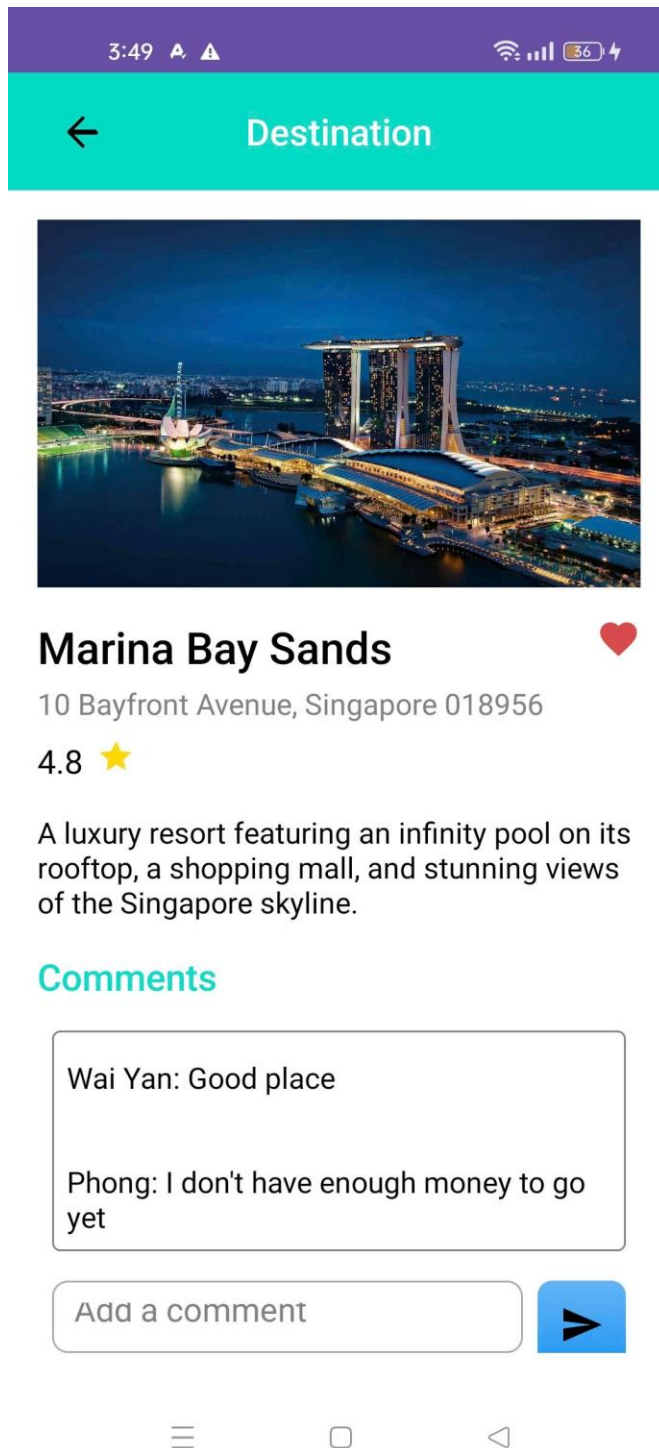 3:49
36
Destination
Marina Bay Sands
10 Bayfront Avenue, Singapore 018956
4.8
A luxury resort featuring an infinity pool on its
rooftop, a shopping mall, and stunning views
of the Singapore skyline.
Comments
Wai Yan: Good place
Phong: I don't have enough money to go
yet
Add a comment